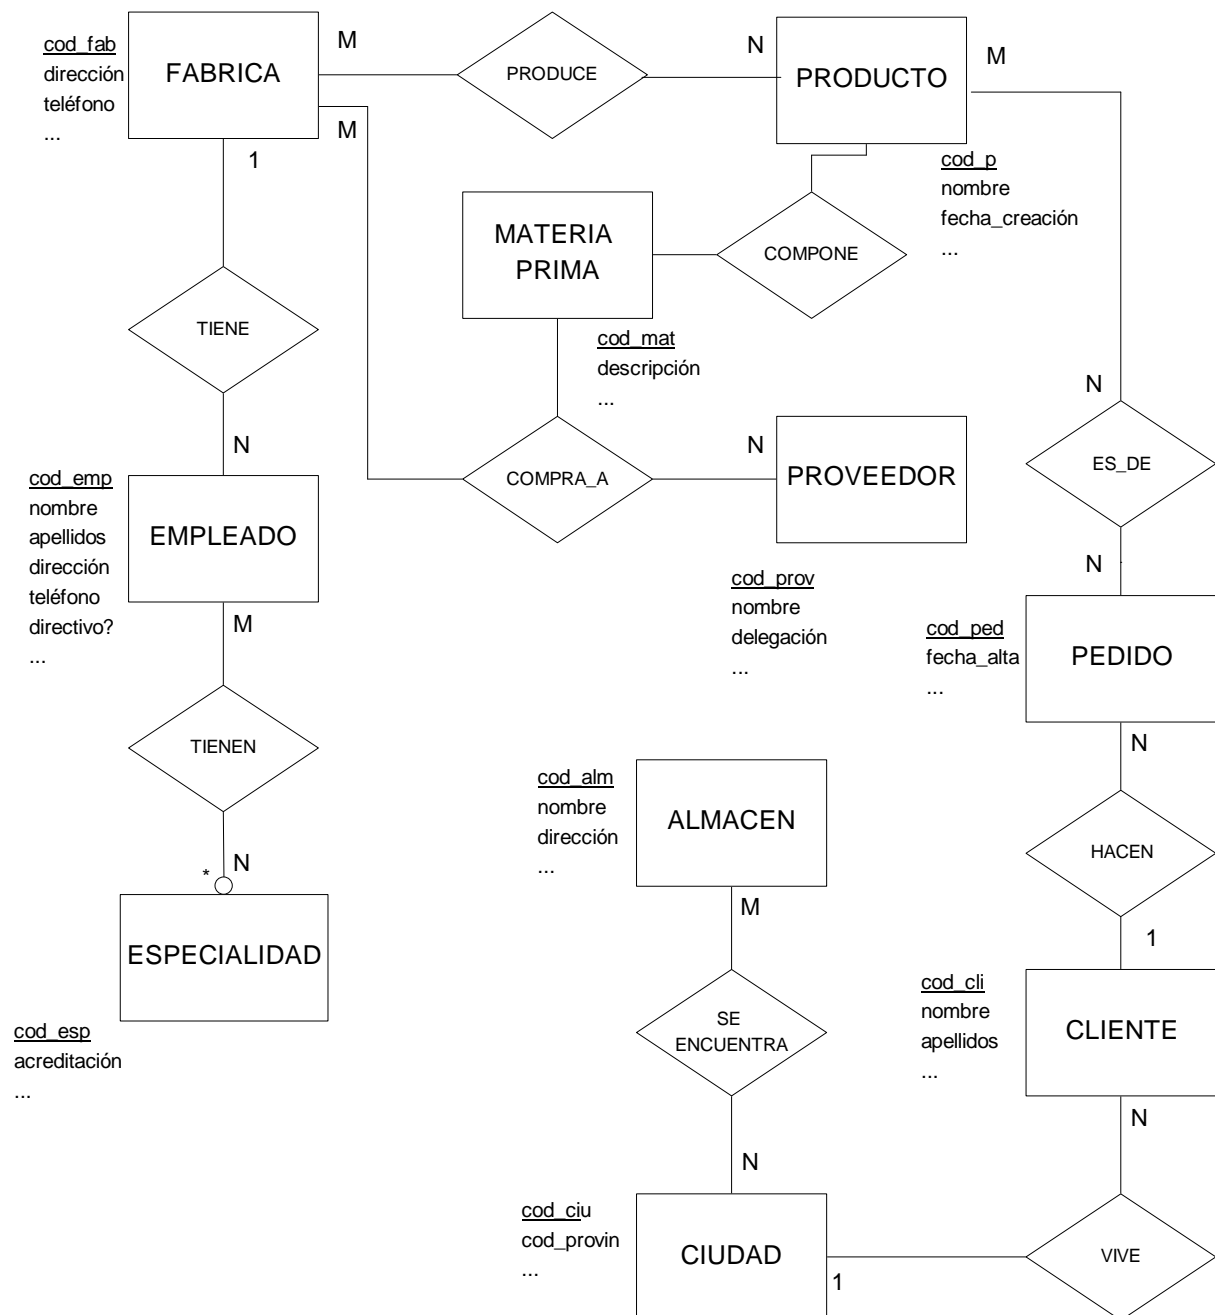 M
N
M
cod_fab
dirección
teléfono
...
FABRICA
PRODUCE
PRODUCTO
M
1
cod_p
nombre
fecha_creación
...
MATERIA
PRIMA
COMPONE
TIENE
cod_mat
descripción
...
N
N
N
cod_emp
nombre
apellidos
dirección
teléfono
directivo?
...
EMPLEADO
COMPRA_A
PROVEEDOR
ES_DE
M
cod_prov
nombre
delegación
...
N
cod_ped
fecha_alta
...
PEDIDO
TIENEN
N
cod_alm
nombre
dirección
...
ALMACEN
HACEN
* N
M
1
ESPECIALIDAD
cod_esp
acreditación
...
SE
ENCUENTRA
cod_cli
nombre
apellidos
...
CLIENTE
N
N
cod_ciu
cod_provin
...
CIUDAD
1
VIVE